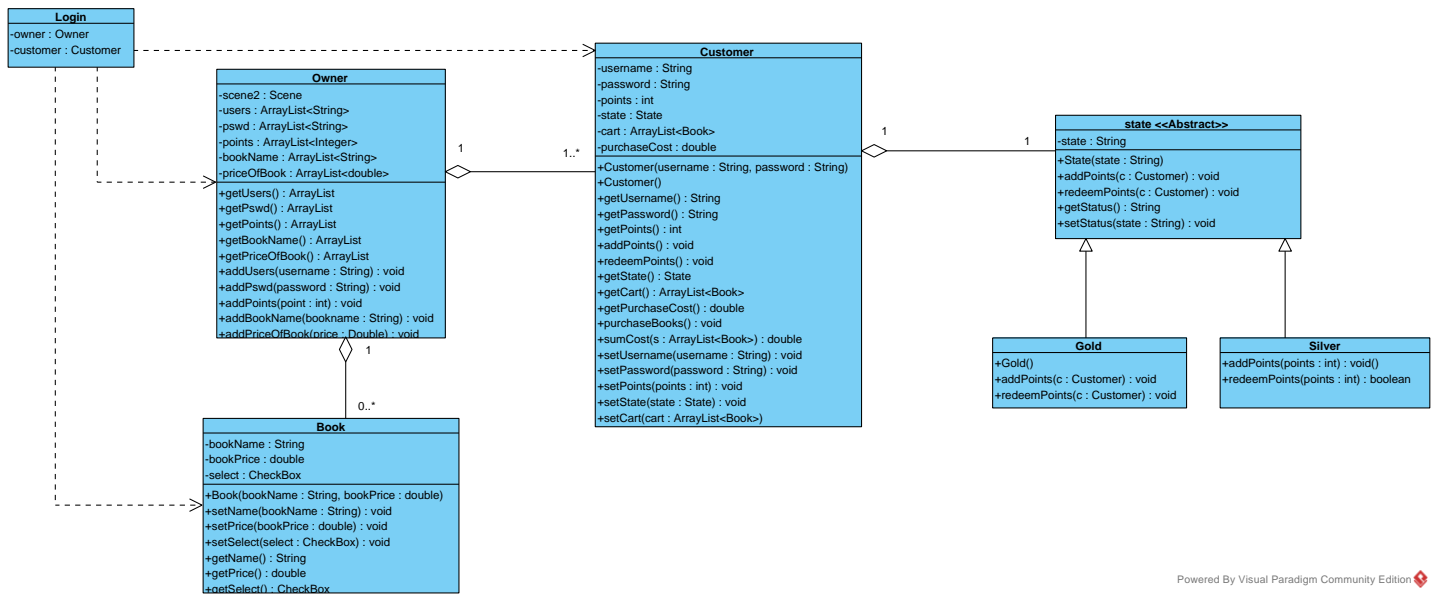 Login
-owner : Owner
-customer : Customer
Owner
-scene2 : Scene
-users : ArrayList<String>
-pswd : ArrayList<String>
-points : ArrayList<Integer>
-bookName : ArrayList<String>
-priceOfBook : ArrayList<double>
+getUsers() : ArrayList
+getPswd() : ArrayList
+getPoints() : ArrayList
+getBookName() : ArrayList
+getPriceOfBook() : ArrayList
+addUsers(username : String) : void
+addPswd(password : String) : void
+addPoints(point : int) : void
+addBookName(bookname : String) : void
+addPriceOfBook(price : Double) : void
1
1..*
1
0..*
Book
-bookName : String
-bookPrice : double
-select : CheckBox
+Book(bookName : String, bookPrice : double)
+setName(bookName : String) : void
+setPrice(bookPrice : double) : void
+setSelect(select : CheckBox) : void
+getName() : String
+getPrice() : double
+getSelect() : CheckBox
Customer
-username : String
-password : String
-points : int
-state : State
-cart : ArrayList<Book>
-purchaseCost : double
+Customer(username : String, password : String)
+Customer()
+getUsername() : String
+getPassword() : String
+getPoints() : int
+addPoints() : void
+redeemPoints() : void
+getState() : State
+getCart() : ArrayList<Book>
+getPurchaseCost() : double
+purchaseBooks() : void
+sumCost(s : ArrayList<Book>) : double
+setUsername(username : String) : void
+setPassword(password : String) : void
+setPoints(points : int) : void
+setState(state : State) : void
+setCart(cart : ArrayList<Book>)
1
1
state <<Abstract>>
-state : String
+State(state : String)
+addPoints(c : Customer) : void
+redeemPoints(c : Customer) : void
+getStatus() : String
+setStatus(state : String) : void
Gold
+Gold()
+addPoints(c : Customer) : void
+redeemPoints(c : Customer) : void
Silver
+addPoints(points : int) : void()
+redeemPoints(points : int) : boolean
Powered By Visual Paradigm Community Edition